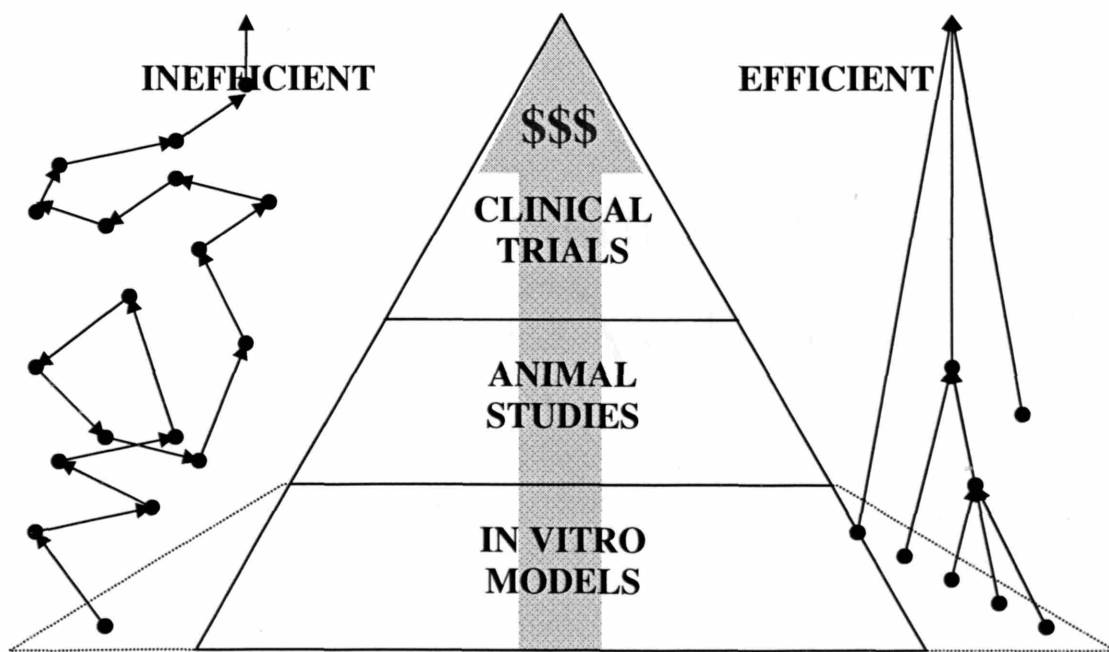 INEFFICIENT
EFFICIENT
$$$
CLINICAL
TRIALS
ANIMAL
STUDIES
IN VITRO
MODELS